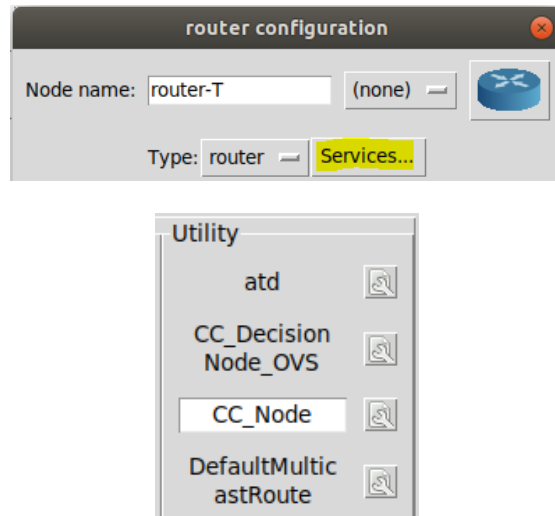 router configuration
Node name: router-T (none)
Type: router Services...
Utility
atd
CC_Decision
Node_OVS
CC_Node
DefaultMultic
astRoute